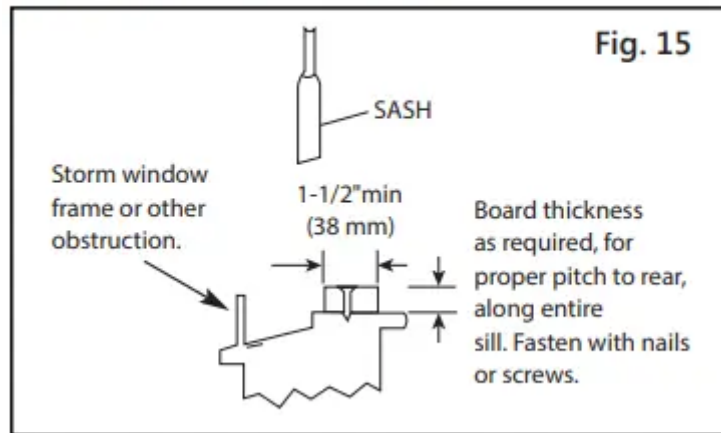 Fig. 15
SASH
Storm window
frame or other
obstruction.
1-1/2"min
(38 mm)
Board thickness
as required, for
proper pitch to rear,
along entire
sill. Fasten with nails
or screws.